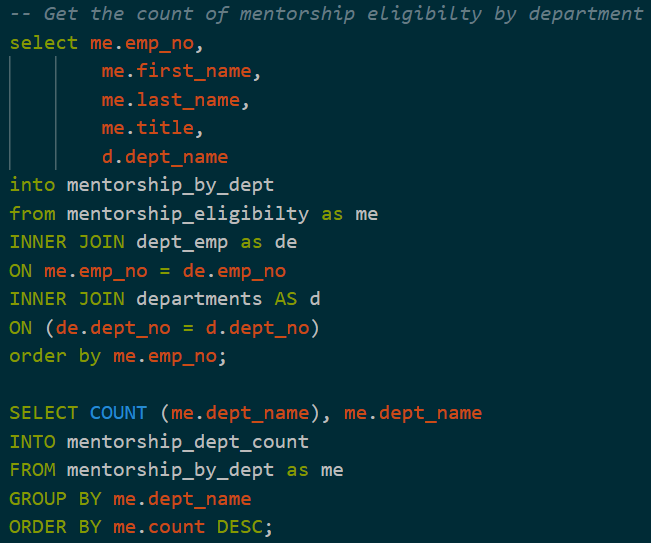 -- Get the count of mentorship eligibilty by department
select me.emp_no,
me.first_name,
me.last_name,
me.title,
d.dept_name
into mentorship_by_dept
from mentorship_eligibilty as me
INNER JOIN dept_emp as de
ON me.emp_no = de.emp_no
INNER JOIN departments AS d
ON (de.dept_no = d.dept_no)
order by me.emp_no;
SELECT COUNT (me.dept_name), me.dept_name
INTO mentorship_dept_count
FROM mentorship_by_dept as me
GROUP BY me.dept_name
ORDER BY me.count DESC;